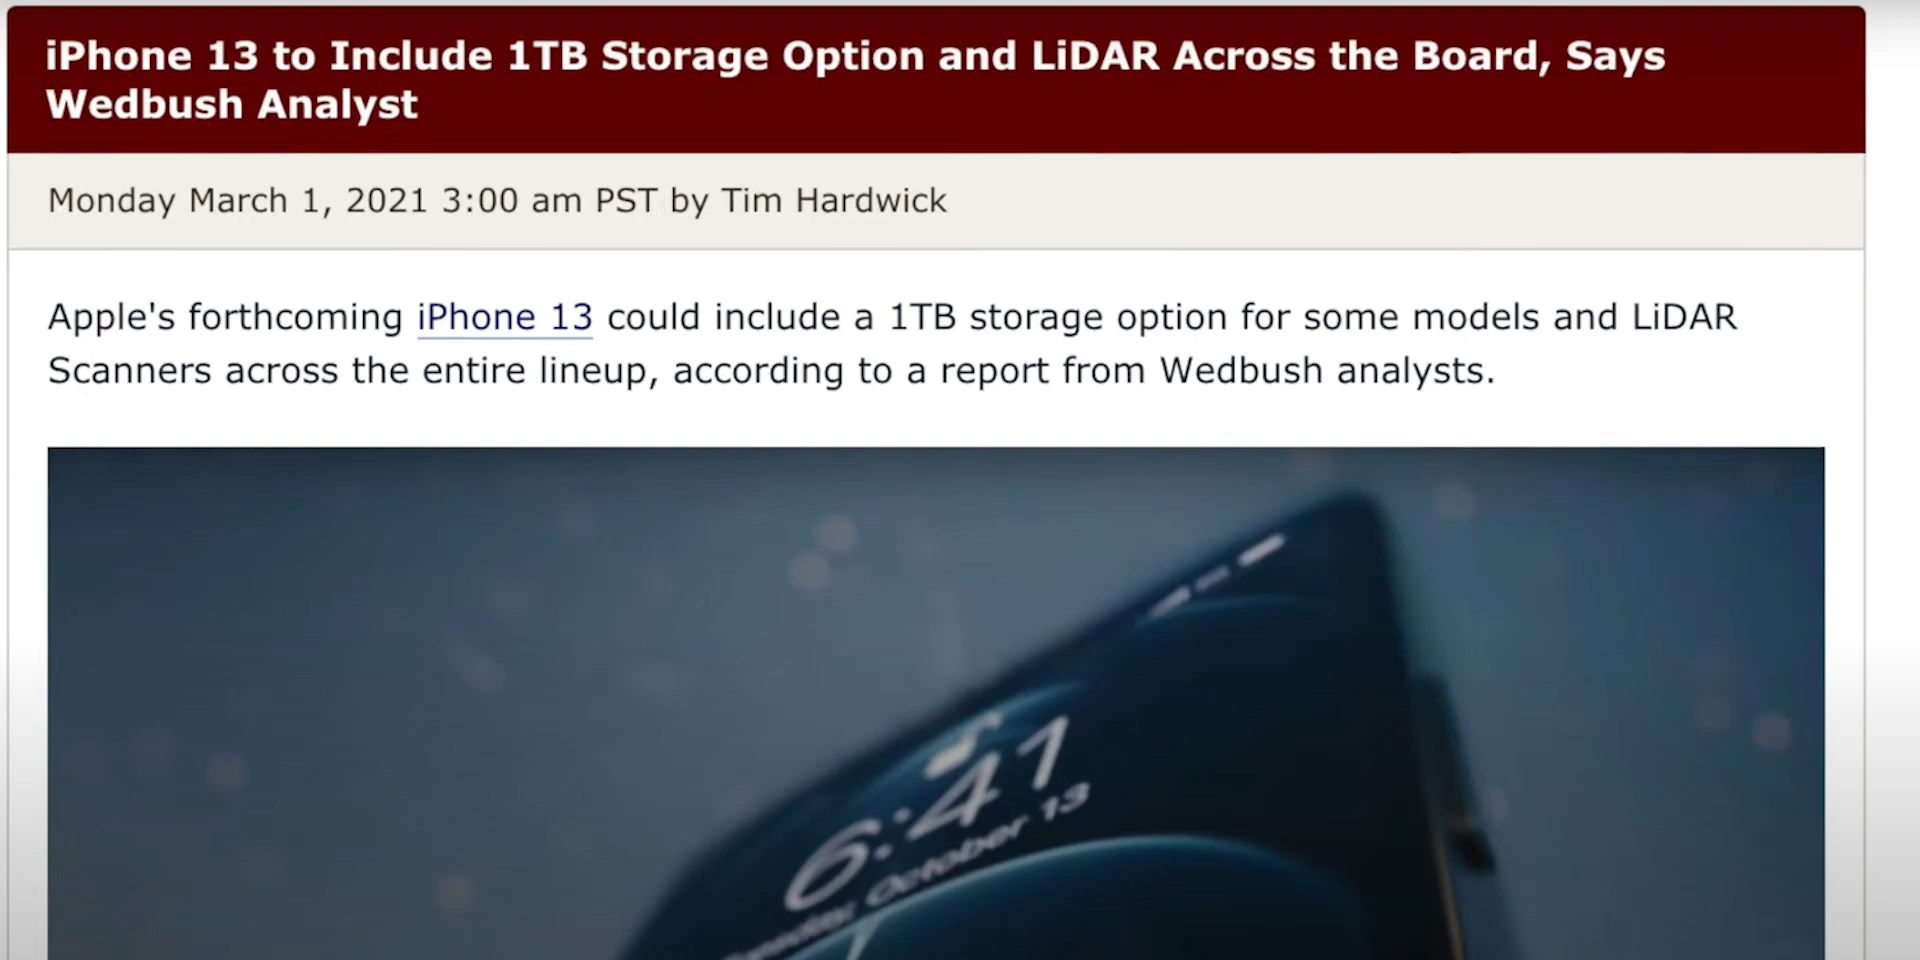 iPhone 13 to Include 1TB Storage Option and LiDAR Across the Board, Says
Wedbush Analyst
Monday March 1, 2021 3:00 am PST by Tim Hardwick
Apple's forthcoming iPhone 13 could include a 1TB storage option for some models and LiDAR
Scanners across the entire lineup, according to a report from Wedbush analysts.
6:41
Tuesday, October 13